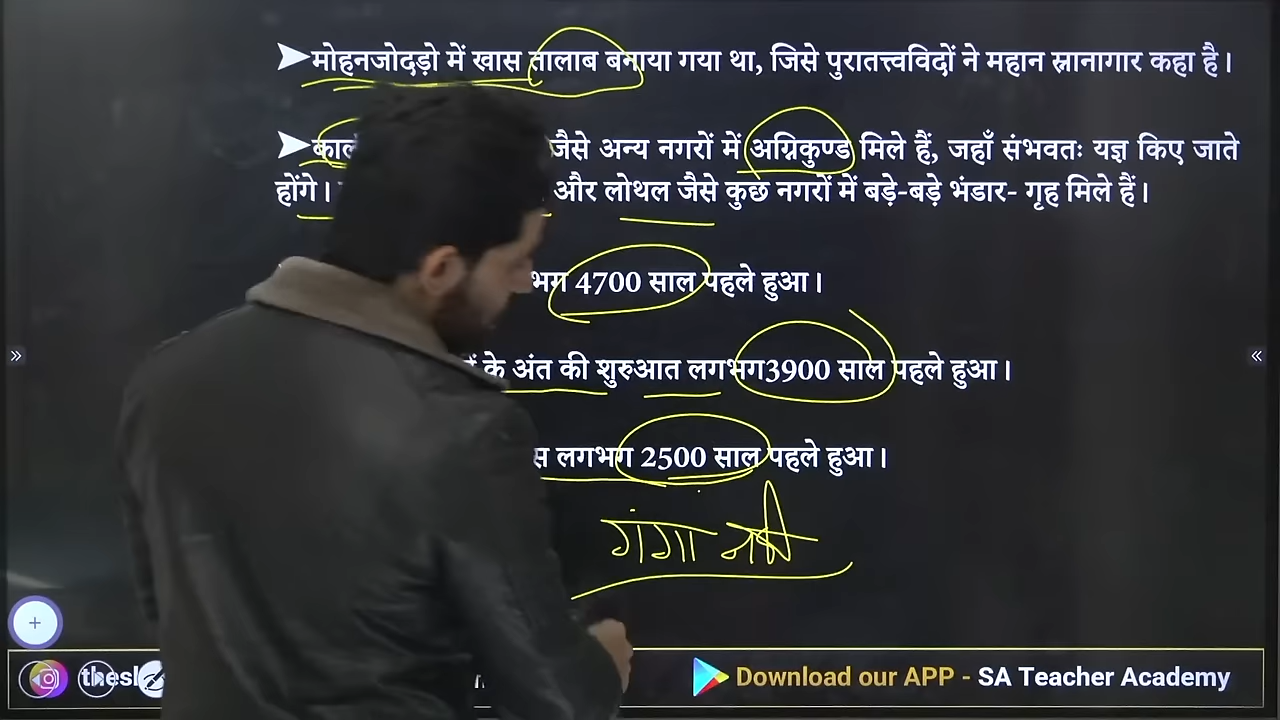 ➤मोहनजोदड़ो में खास तालाब बनाया गया था, जिसे पुरातत्त्वविदों ने महान स्नानागार कहा है।
➤ जैसे अन्य नगरों में अग्निकुण्ड मिले हैं, जहाँ संभवतः यज्ञ किए जाते
होंगे। और लोथल जैसे कुछ नगरों में बड़े-बड़े भंडार- गृह मिले हैं।
4700 साल पहले हुआ।
के अंत की शुरुआत लगभग3900 साल पहले हुआ।
लगभग 2500 साल पहले हुआ।
गंगा नदी
Download our APP - SA Teacher Academy